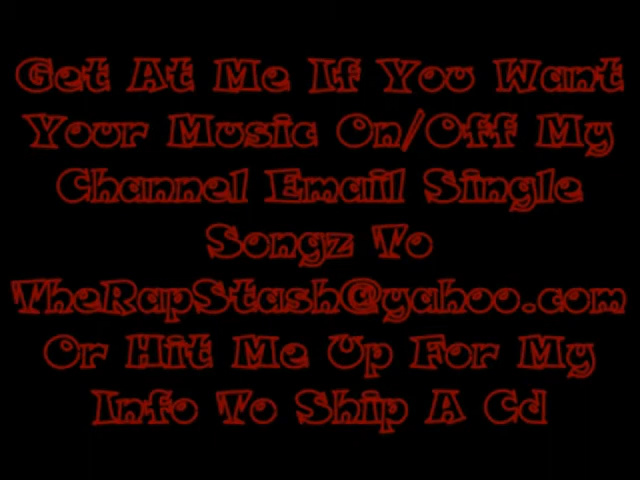 Get At Me If You Want
Your Music On/Off My
Channel Email Single
Songz To
TheRapStash@yahoo.com
Or Hit Me Up For My
Info To Ship A Cd